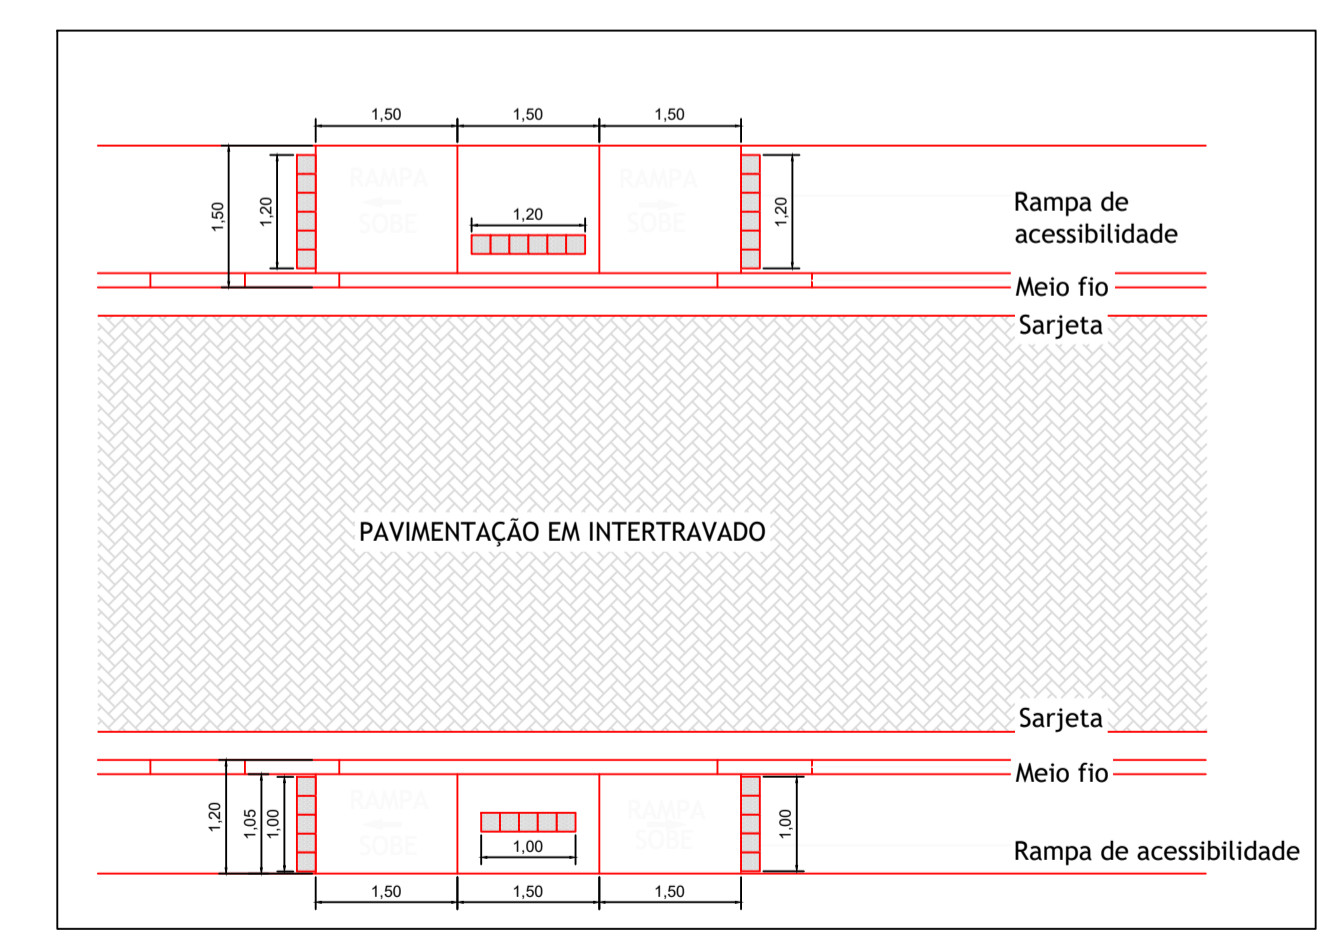 1,50 1,50 1,50
RAMPA RAMPA
SOBE SOBE
1,50
1,20
1,20
1,20
Rampa de
acessibilidade
Meio fio
Sarjeta
PAVIMENTAÇÃO EM INTERTRAVADO
Sarjeta
Meio fio
RAMPA RAMPA
SOBE SOBE
1,20
1,05
1,00
1,00
1,00
Rampa de acessibilidade
1,50 1,50 1,50